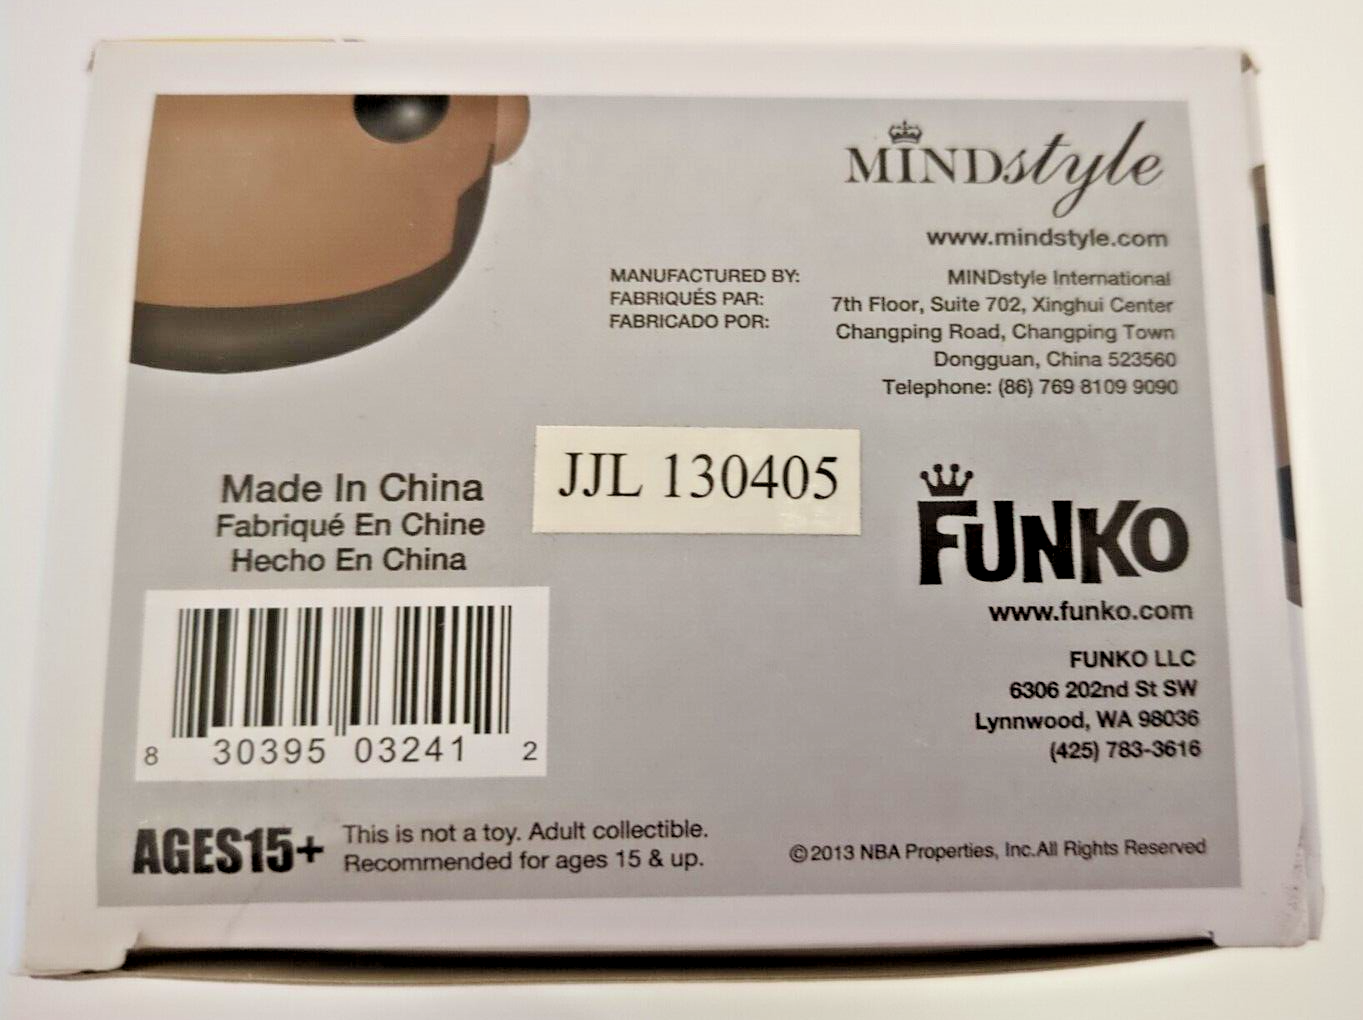 MINDstyle
www.mindstyle.com
MANUFACTURED BY:
FABRIQUÉS PAR:
FABRICADO POR:
MINDstyle International
7th Floor, Suite 702, Xinghui Center
Changping Road, Changping Town
Dongguan, China 523560
Telephone: (86) 769 8109 9090
JJL 130405
Made In China
Fabriqué En Chine
Hecho En China
FUNKO
www.funko.com
FUNKO LLC
6306 202nd St SW
Lynnwood, WA 98036
(425) 783-3616
8 30395 03241 2
AGES15+
This is not a toy. Adult collectible.
Recommended for ages 15 & up.
©2013 NBA Properties, Inc.All Rights Reserved